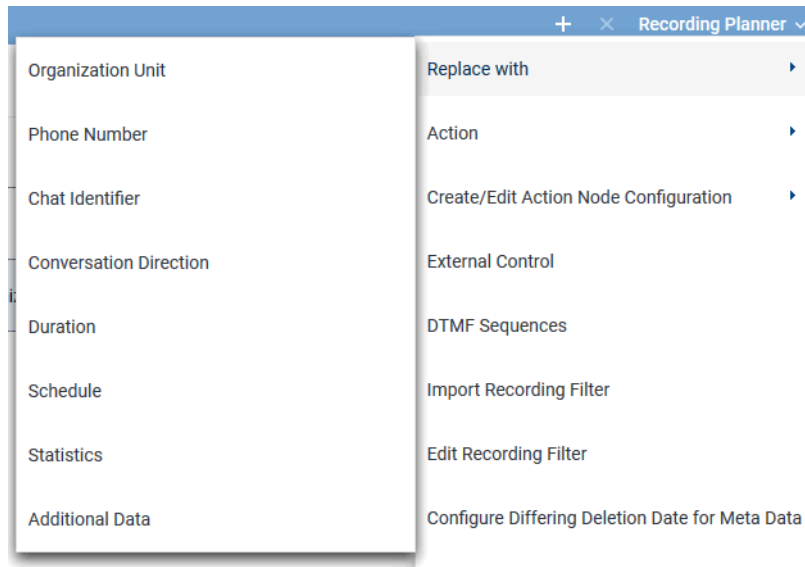 Recording Planner
Organization Unit
Phone Number
Chat Identifier
Conversation Direction
Duration
Schedule
Statistics
Additional Data
Replace with
Action
Create/Edit Action Node Configuration
External Control
DTMF Sequences
Import Recording Filter
Edit Recording Filter
Configure Differing Deletion Date for Meta Data